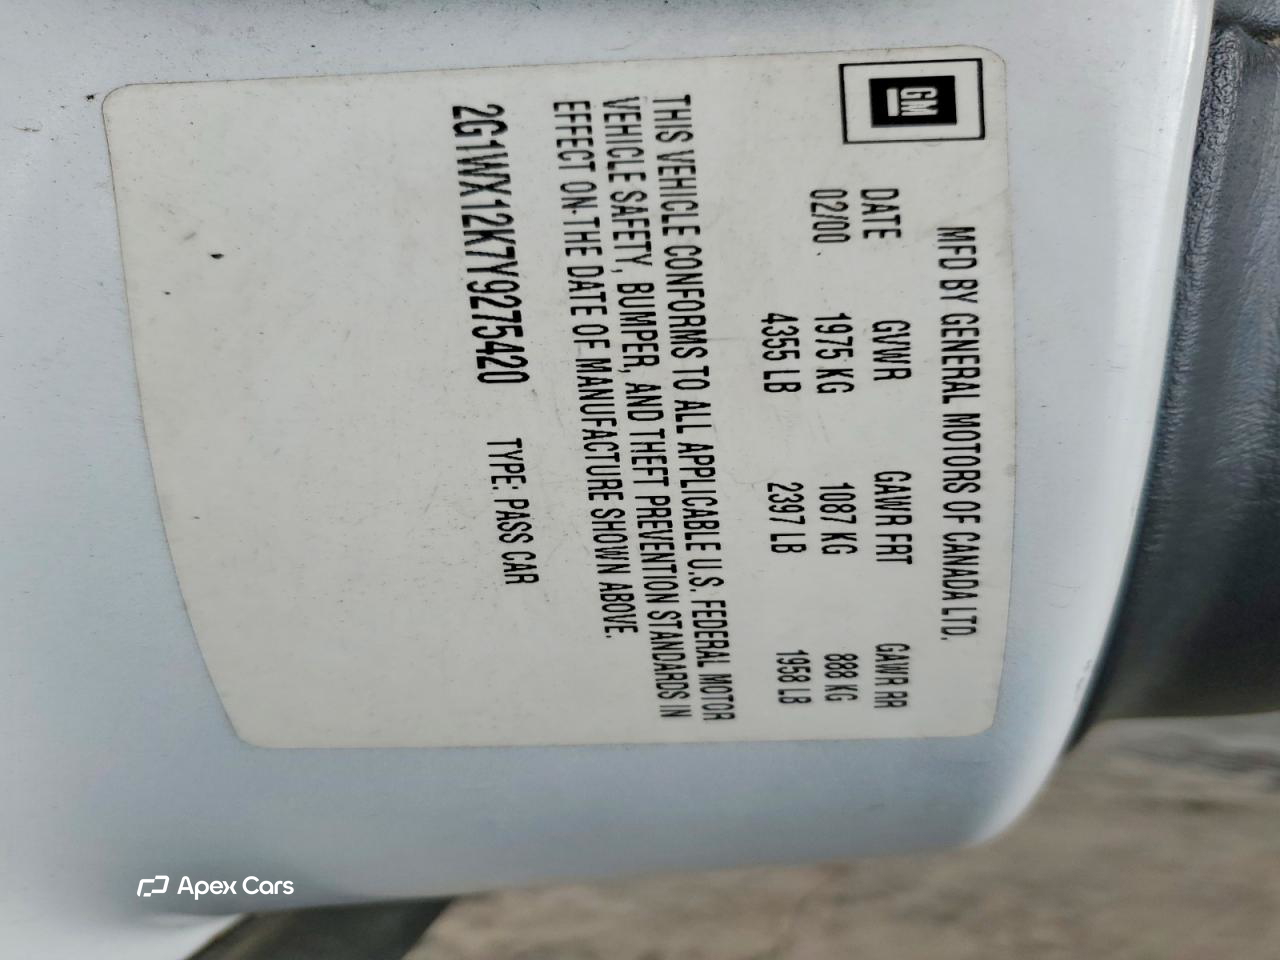 GM
MFD BY GENERAL MOTORS OF CANADA LTD.
DATE GVWR GAWR FRT GAWR RR
02/00 1975 KG 1087 KG 888 KG
4355 LB 2397 LB 1958 LB
THIS VEHICLE CONFORMS TO ALL APPLICABLE U.S. FEDERAL MOTOR
VEHICLE SAFETY, BUMPER, AND THEFT PREVENTION STANDARDS IN
EFFECT ON THE DATE OF MANUFACTURE SHOWN ABOVE.
2G1WX12K7Y9275420 TYPE: PASS CAR
Apex Cars